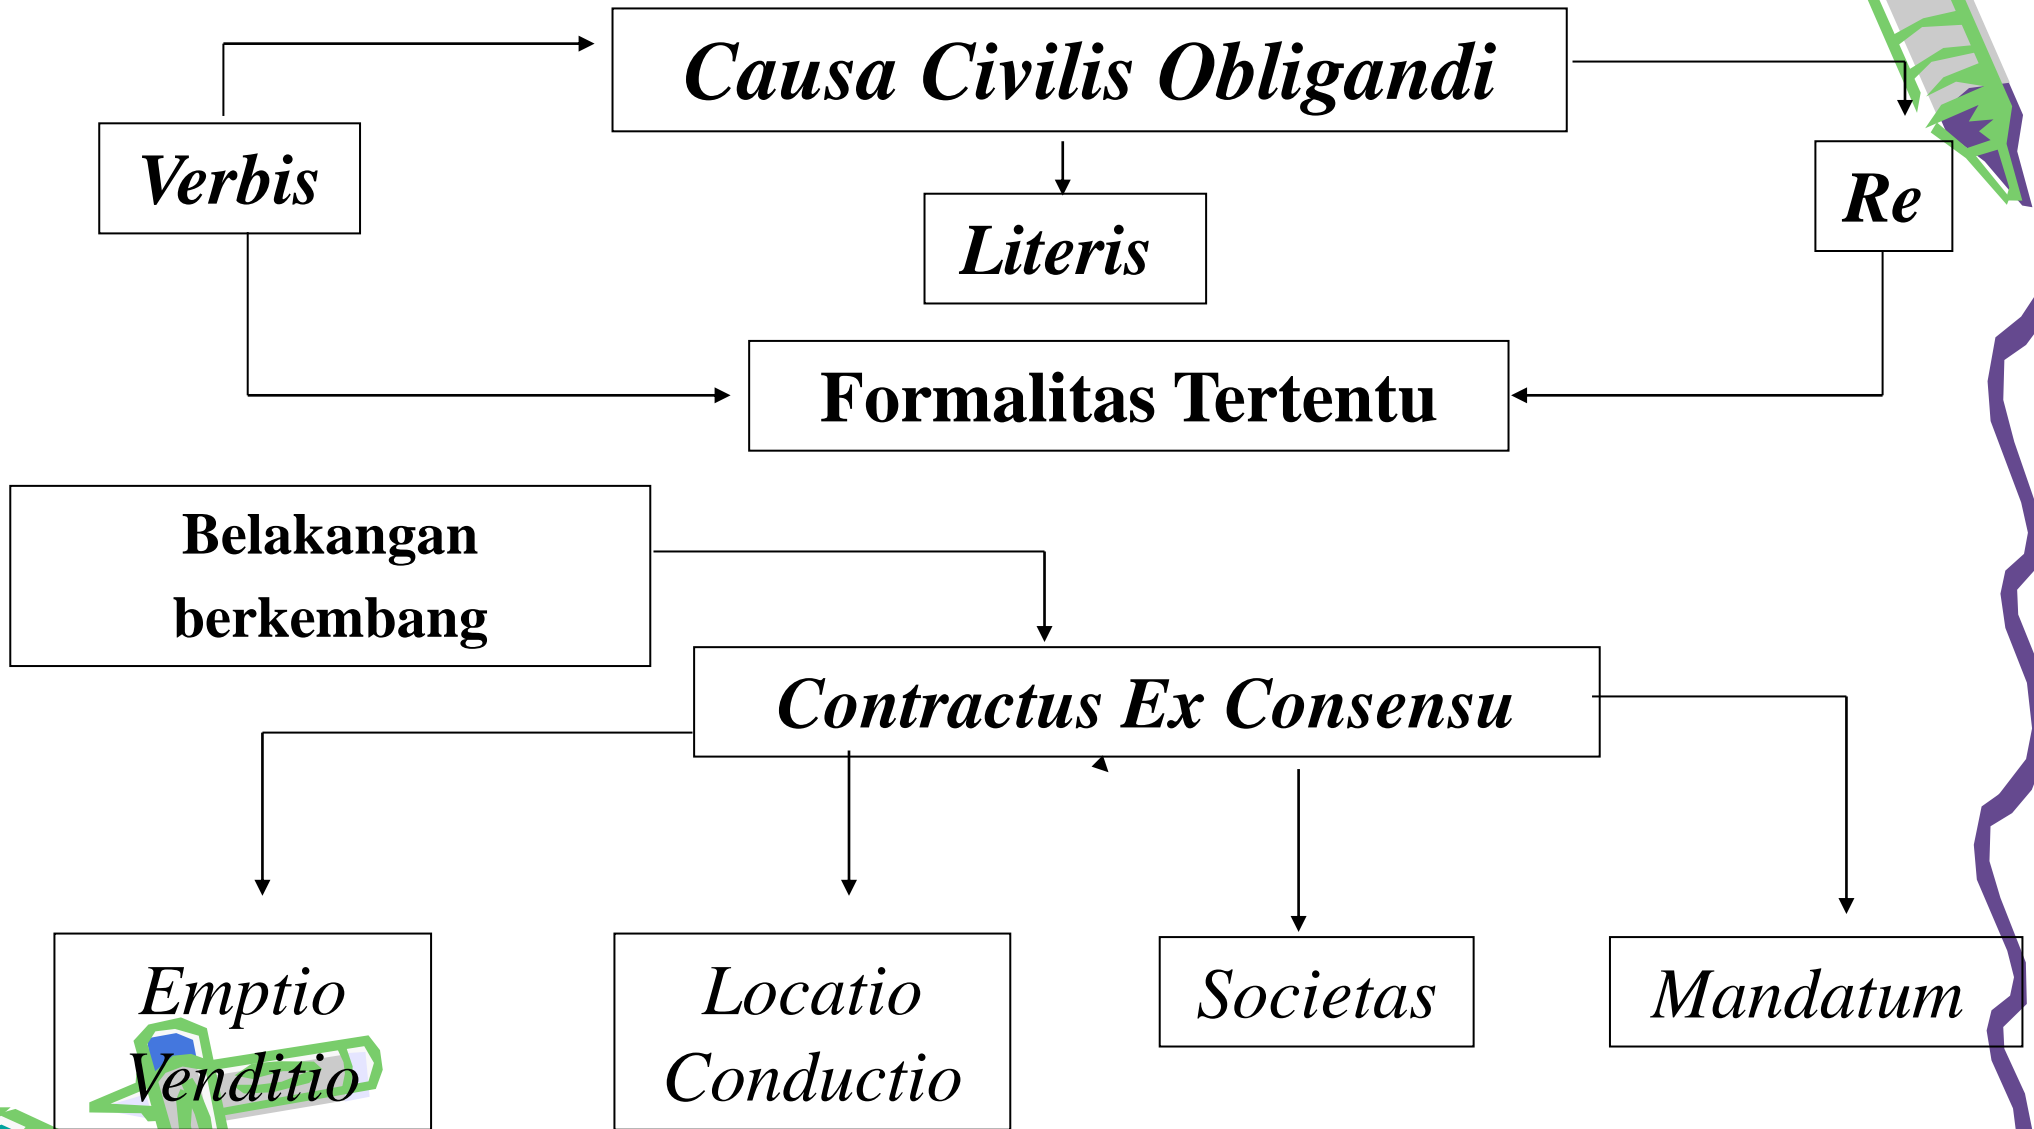 Causa Civilis Obligandi
Verbis
Re
Literis
Formalitas Tertentu
Belakangan
berkembang
Contractus Ex Consensu
Emptio
Venditio
Locatio
Conductio
Societas
Mandatum